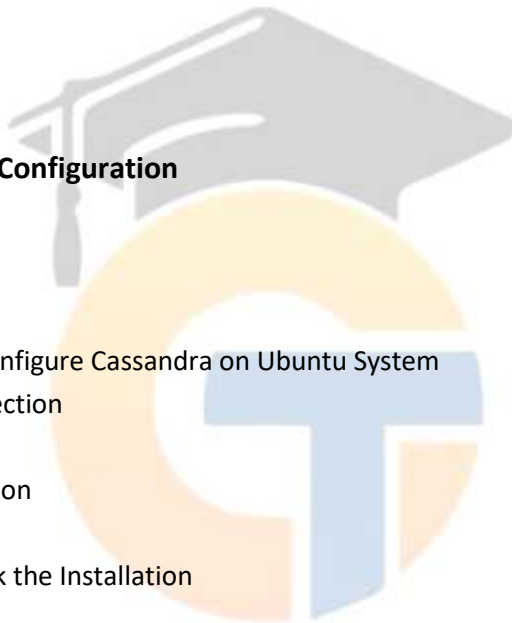 Configuration
nfigure Cassandra on Ubuntu System
ection
on
k the Installation